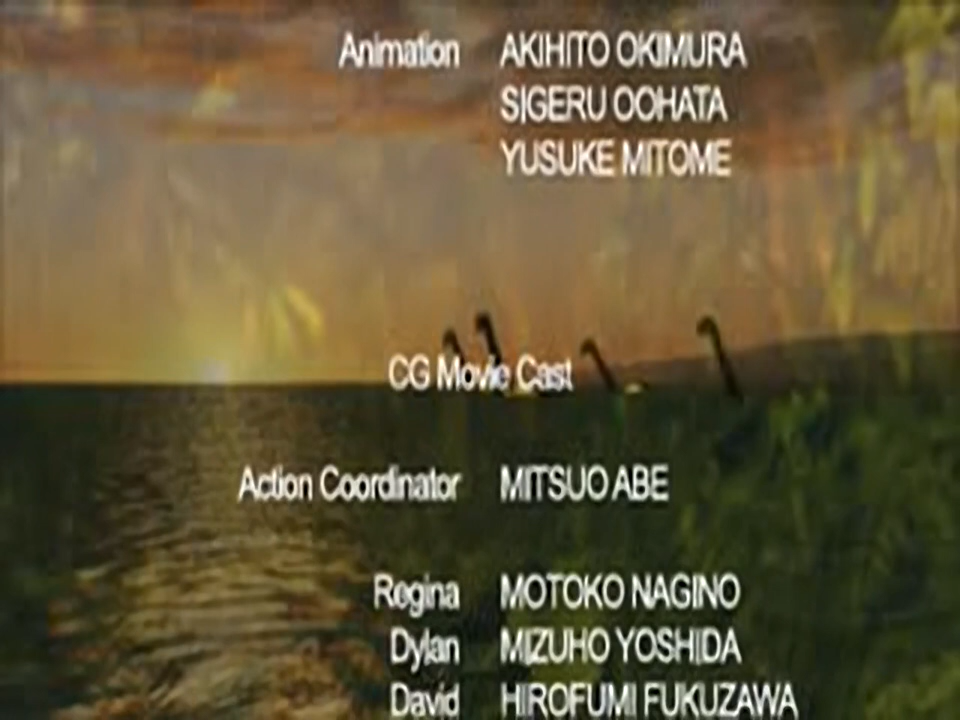 Animation AKIHITO OKIMURA
SIGERU OOHATA
YUSUKE MITOME
CG Movie Cast
Action Coordinator MITSUO ABE
Regina MOTOKO NAGINO
Dylan MIZUHO YOSHIDA
David HIROFUMI FUKUZAWA